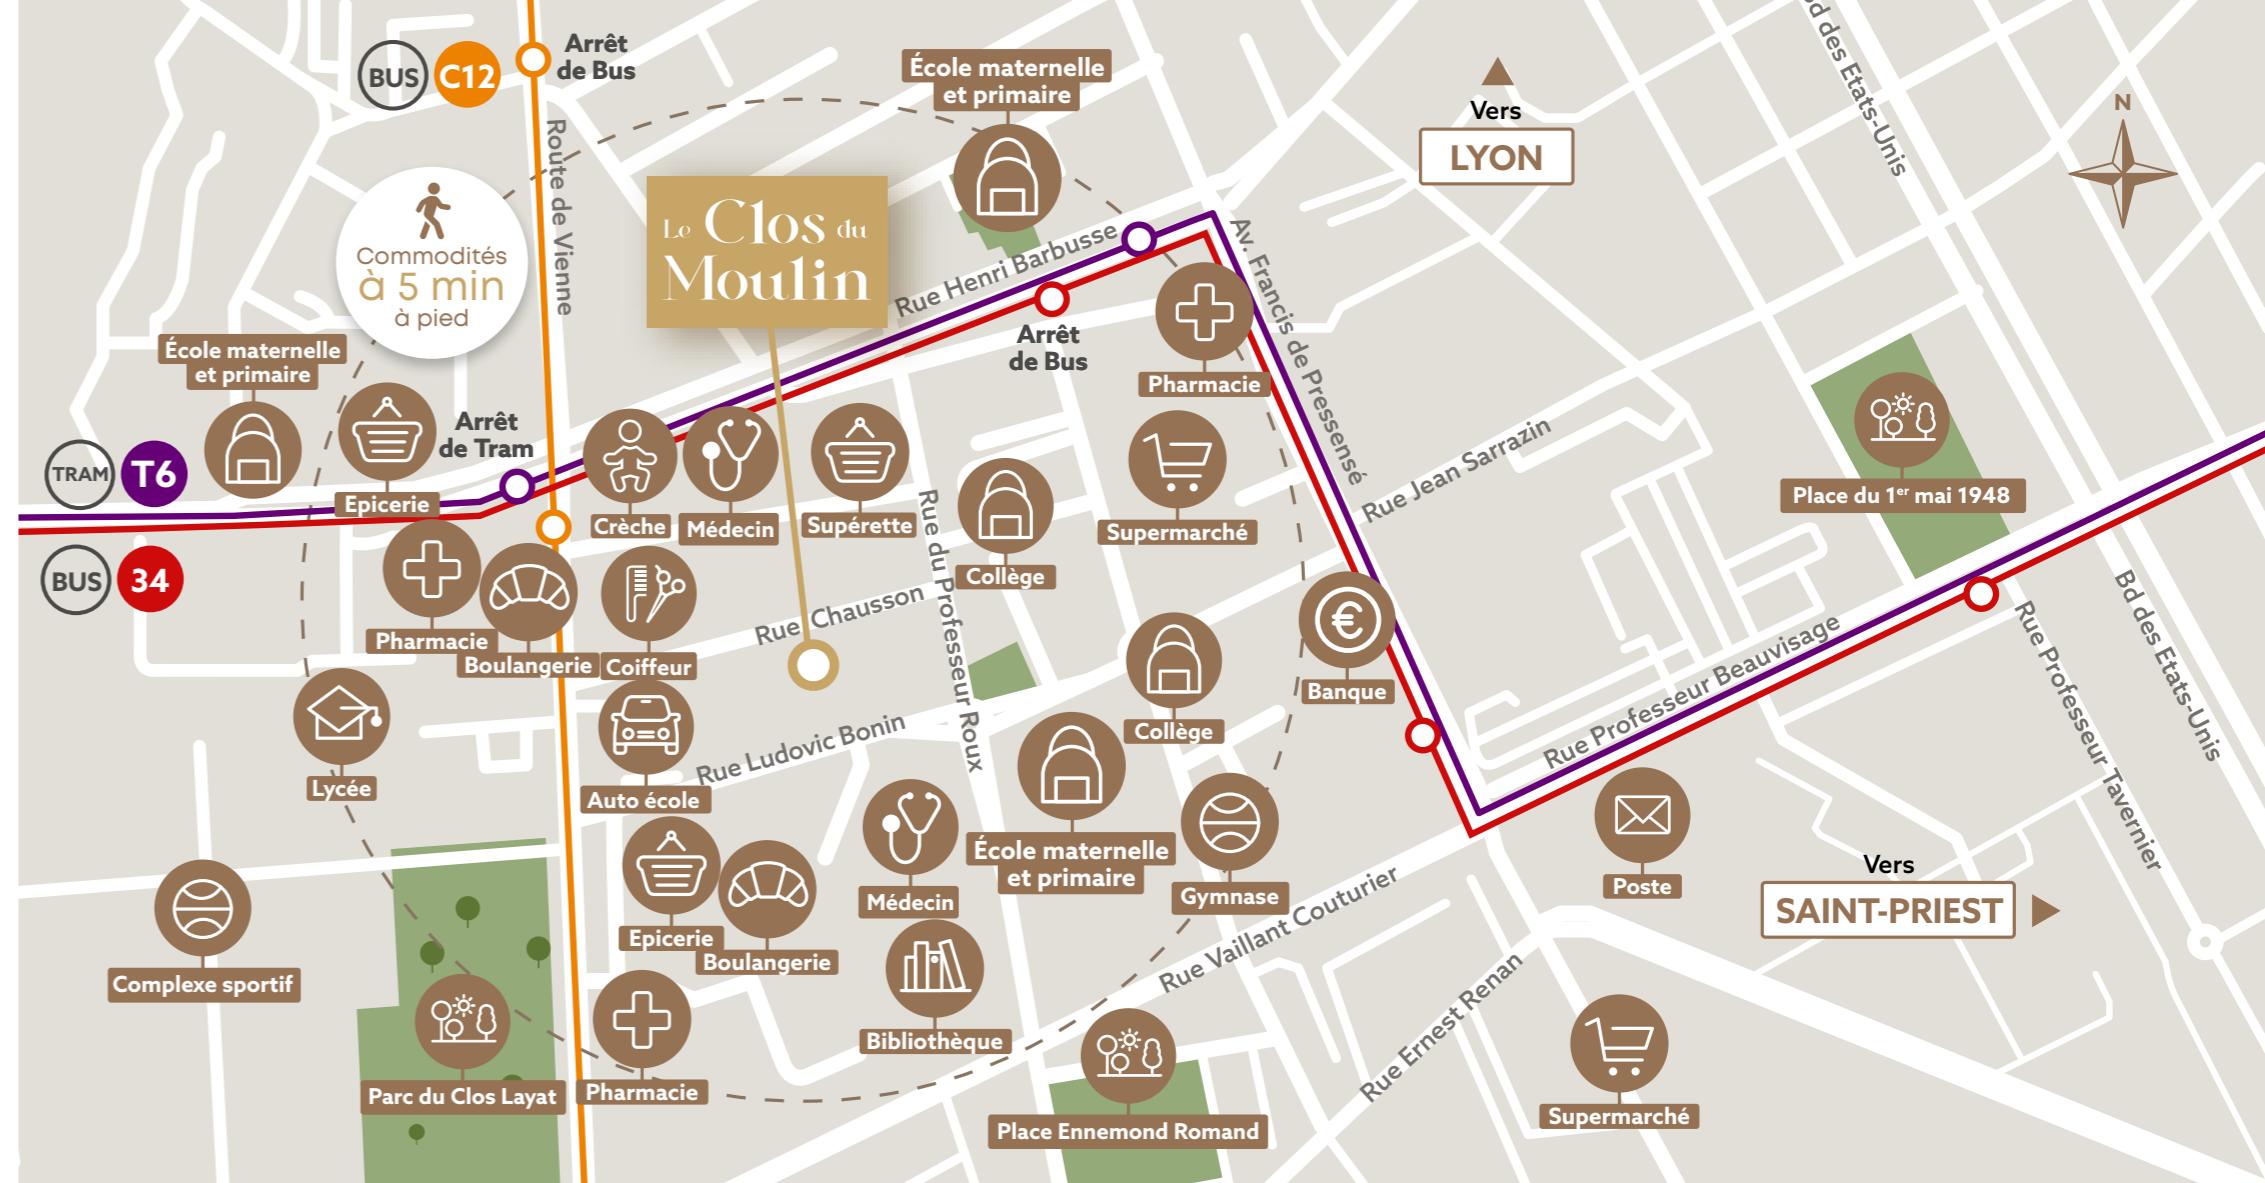 Arrêt
de Bus
BUS
C12
École maternelle
et primaire
Bd des Etats-Unis
N
Vers
LYON
Route de Vienne
Le Clos du
Moulin
Commodités
à 5 min
à pied
Rue Henri Barbusse
Av. Francis de Pressensé
Arrêt
de Bus
École maternelle
et primaire
Pharmacie
Arrêt
de Tram
TRAM
T6
Epicerie
Crèche
Médecin
Supérette
Supermarché
Rue Jean Sarrazin
Place du 1er mai 1948
BUS
34
Rue du Professeur Roux
Collège
Rue Chausson
Pharmacie
Boulangerie
Coiffeur
Banque
Rue Professeur Beauvisage
Rue Professeur Tavernier
Bd des Etats-Unis
Collège
Rue Ludovic Bonin
Lycée
Auto école
École maternelle
et primaire
Médecin
Gymnase
Poste
Vers
SAINT-PRIEST
Epicerie
Boulangerie
Rue Vaillant Couturier
Complexe sportif
Bibliothèque
Rue Ernest Renan
Parc du Clos Layat
Pharmacie
Place Ennemond Romand
Supermarché